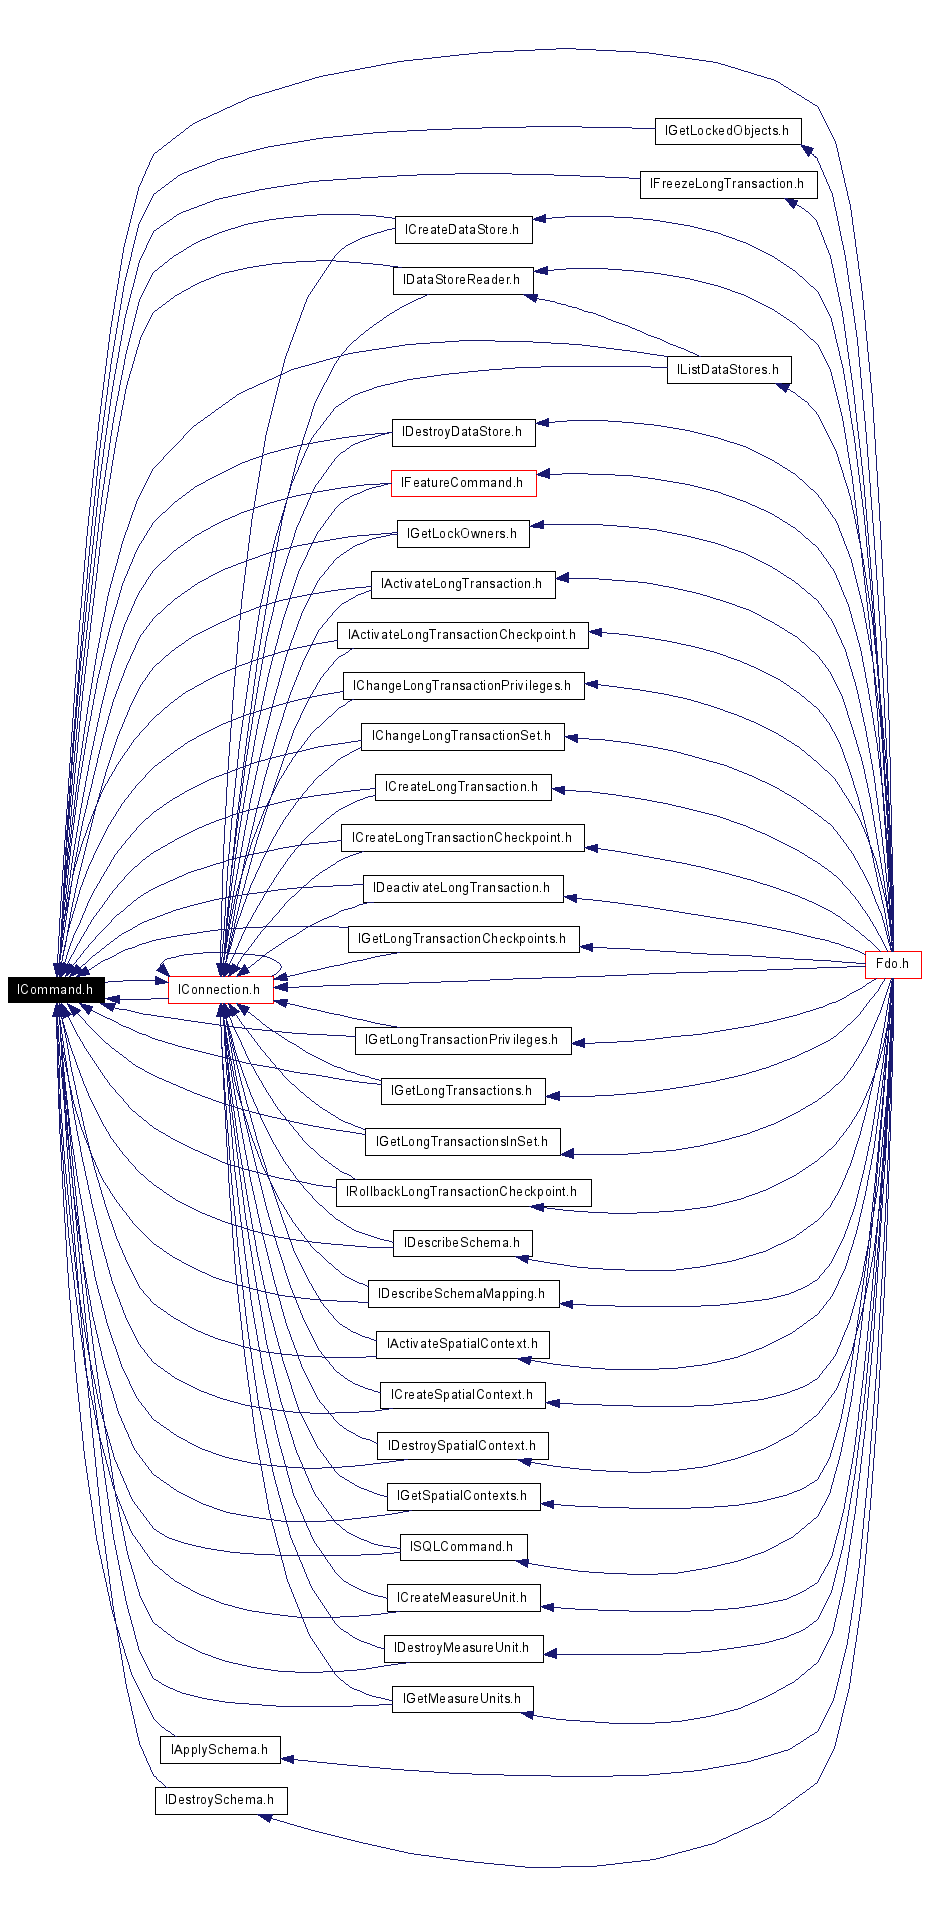 IGetLockedObjects.h
IFreezeLongTransaction.h
ICreateDataStore.h
IDataStoreReader.h
IListDataStores.h
IDestroyDataStore.h
IFeatureCommand.h
IGetLockOwners.h
IActivateLongTransaction.h
IActivateLongTransactionCheckpoint.h
IChangeLongTransactionPrivileges.h
IChangeLongTransactionSet.h
ICreateLongTransaction.h
ICreateLongTransactionCheckpoint.h
IDeactivateLongTransaction.h
IGetLongTransactionCheckpoints.h
Fdo.h
ICommand.h
IConnection.h
IGetLongTransactionPrivileges.h
IGetLongTransactions.h
IGetLongTransactionsInSet.h
IRollbackLongTransactionCheckpoint.h
IDescribeSchema.h
IDescribeSchemaMapping.h
IActivateSpatialContext.h
ICreateSpatialContext.h
IDestroySpatialContext.h
IGetSpatialContexts.h
ISQLCommand.h
ICreateMeasureUnit.h
IDestroyMeasureUnit.h
IGetMeasureUnits.h
IApplySchema.h
IDestroySchema.h